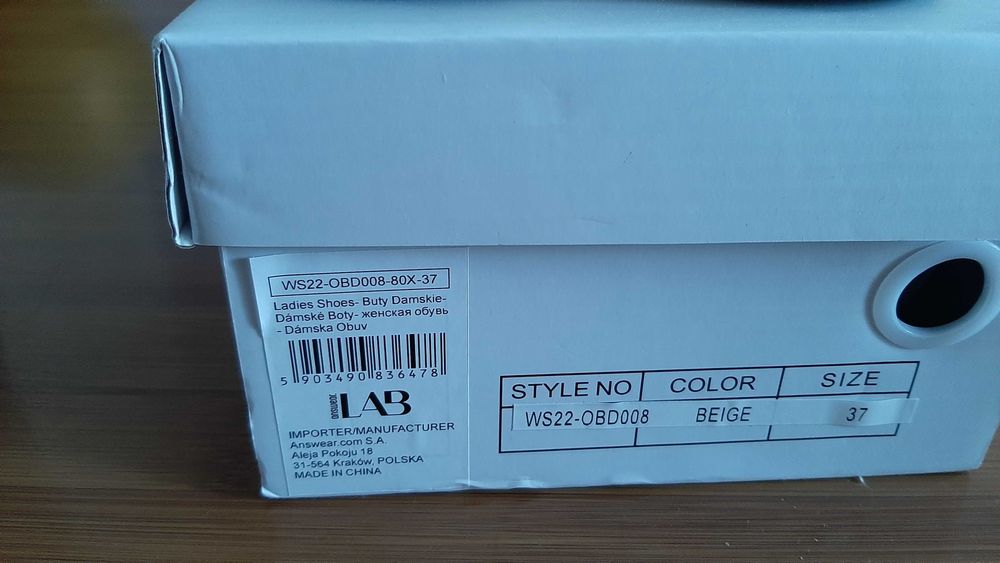 WS22-OBD008-80X-37
Ladies Shoes- Buty Damskie-
Dámské Boty- женская обувь
- Dámska Obuv
5 903490 836478
answear.
LAB
IMPORTER/MANUFACTURER
Answear.com S.A.
Aleja Pokoju 18
31-564 Kraków, POLSKA
MADE IN CHINA
STYLE NO COLOR SIZE
WS22-OBD008 BEIGE 37